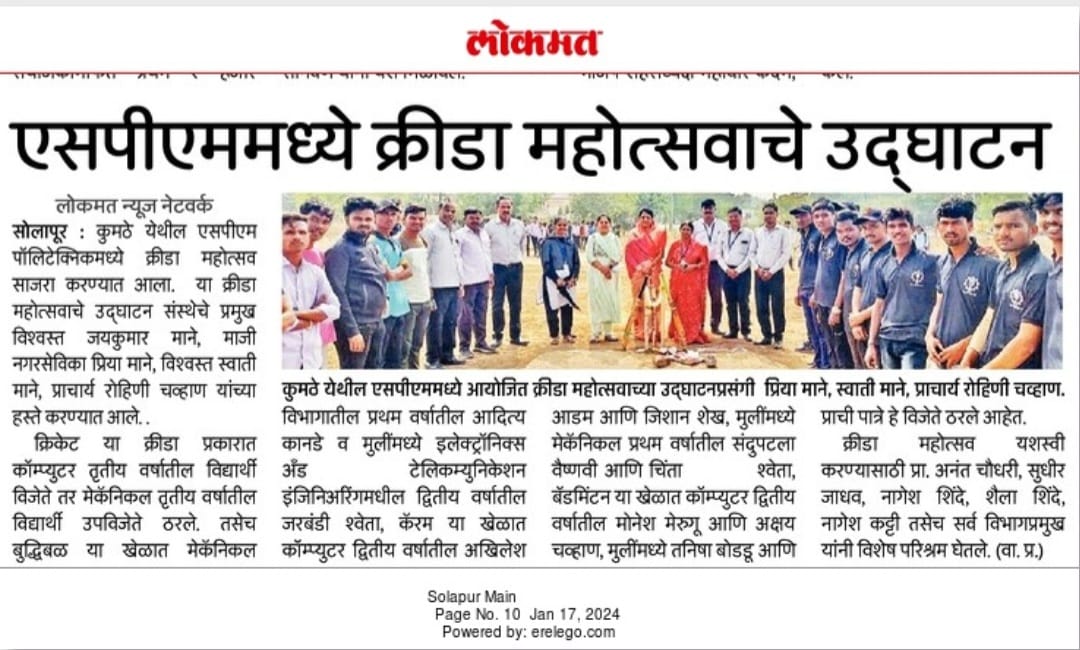 लोकमत
एसपीएममध्ये क्रीडा महोत्सवाचे उद्‌घाटन
लोकमत न्यूज नेटवर्क
सोलापूर : कुमठे येथील एसपीएम
पॉलिटेक्निकमध्ये क्रीडा महोत्सव
साजरा करण्यात आला. या क्रीडा
महोत्सवाचे उद्‌घाटन संस्थेचे प्रमुख
विश्वस्त जयकुमार माने, माजी
नगरसेविका प्रिया माने, विश्वस्त स्वाती
माने, प्राचार्य रोहिणी चव्हाण यांच्या
हस्ते करण्यात आले. .
क्रिकेट या क्रीडा प्रकारात
कॉम्प्युटर तृतीय वर्षातील विद्यार्थी
विजेते तर मेकॅनिकल तृतीय वर्षातील
विद्यार्थी उपविजेते ठरले. तसेच
बुद्धिबळ या खेळात मेकॅनिकल
कुमठे येथील एसपीएममध्ये आयोजित क्रीडा महोत्सवाच्या उद्‌घाटनप्रसंगी प्रिया माने, स्वाती माने, प्राचार्य रोहिणी चव्हाण.
विभागातील प्रथम वर्षातील आदित्य
कानडे व मुलींमध्ये इलेक्ट्रॉनिक्स
अँड टेलिकम्युनिकेशन
इंजिनिअरिंगमधील द्वितीय वर्षातील
जरबंडी श्वेता, कॅरम या खेळात
कॉम्प्युटर द्वितीय वर्षातील अखिलेश
आडम आणि जिशान शेख, मुलींमध्ये
मेकॅनिकल प्रथम वर्षातील संदुपटला
वैष्णवी आणि चिंता श्वेता,
बॅडमिंटन या खेळात कॉम्प्युटर द्वितीय
वर्षातील मोनेश मेरुगू आणि अक्षय
चव्हाण, मुलींमध्ये तनिषा बोडडू आणि
प्राची पात्रे हे विजेते ठरले आहेत.
क्रीडा महोत्सव यशस्वी
करण्यासाठी प्रा. अनंत चौधरी, सुधीर
जाधव, नागेश शिंदे, शैला शिंदे,
नागेश कट्टी तसेच सर्व विभागप्रमुख
यांनी विशेष परिश्रम घेतले. (वा. प्र.)
Solapur Main
Page No. 10 Jan 17, 2024
Powered by: erelego.com